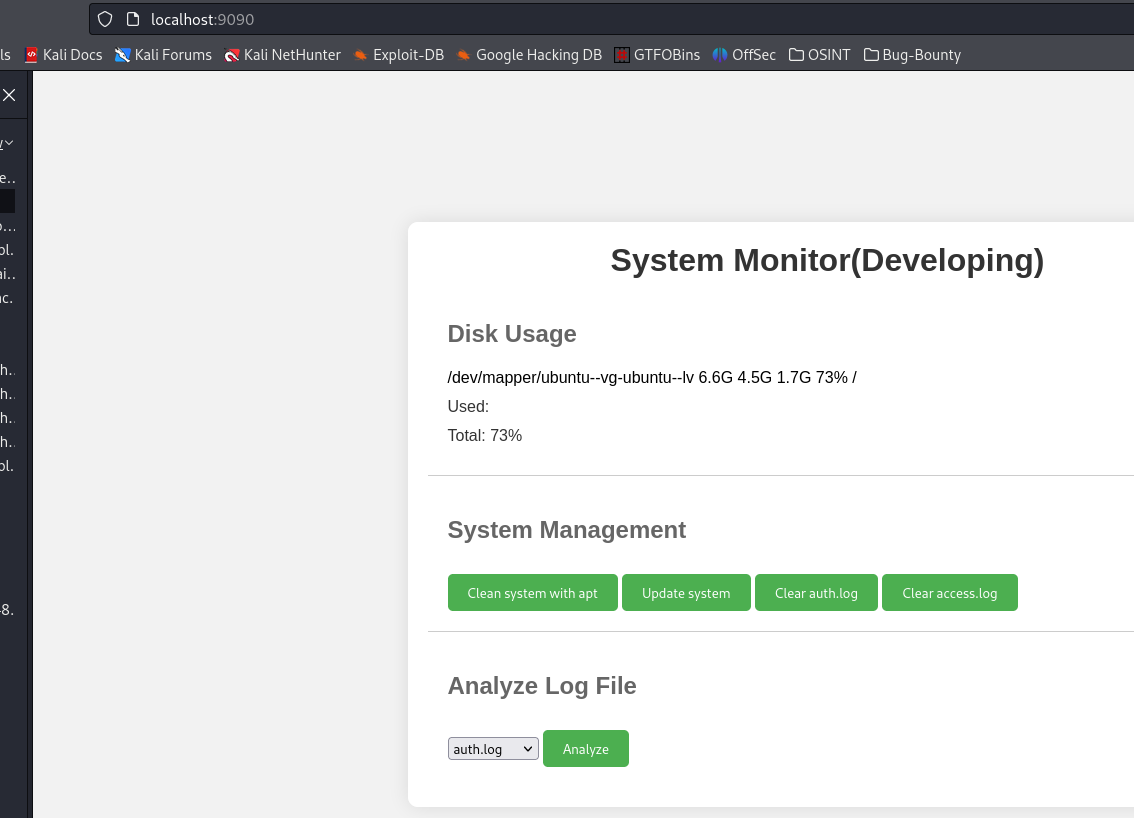 localhost:9090
ls Kali Docs Kali Forums Kali NetHunter Exploit-DB Google Hacking DB GTFOBins OffSec OSINT Bug-Bounty
System Monitor(Developing)
Disk Usage
/dev/mapper/ubuntu--vg-ubuntu--lv 6.6G 4.5G 1.7G 73% /
Used:
Total: 73%
System Management
Clean system with apt Update system Clear auth.log Clear access.log
Analyze Log File
auth.log Analyze